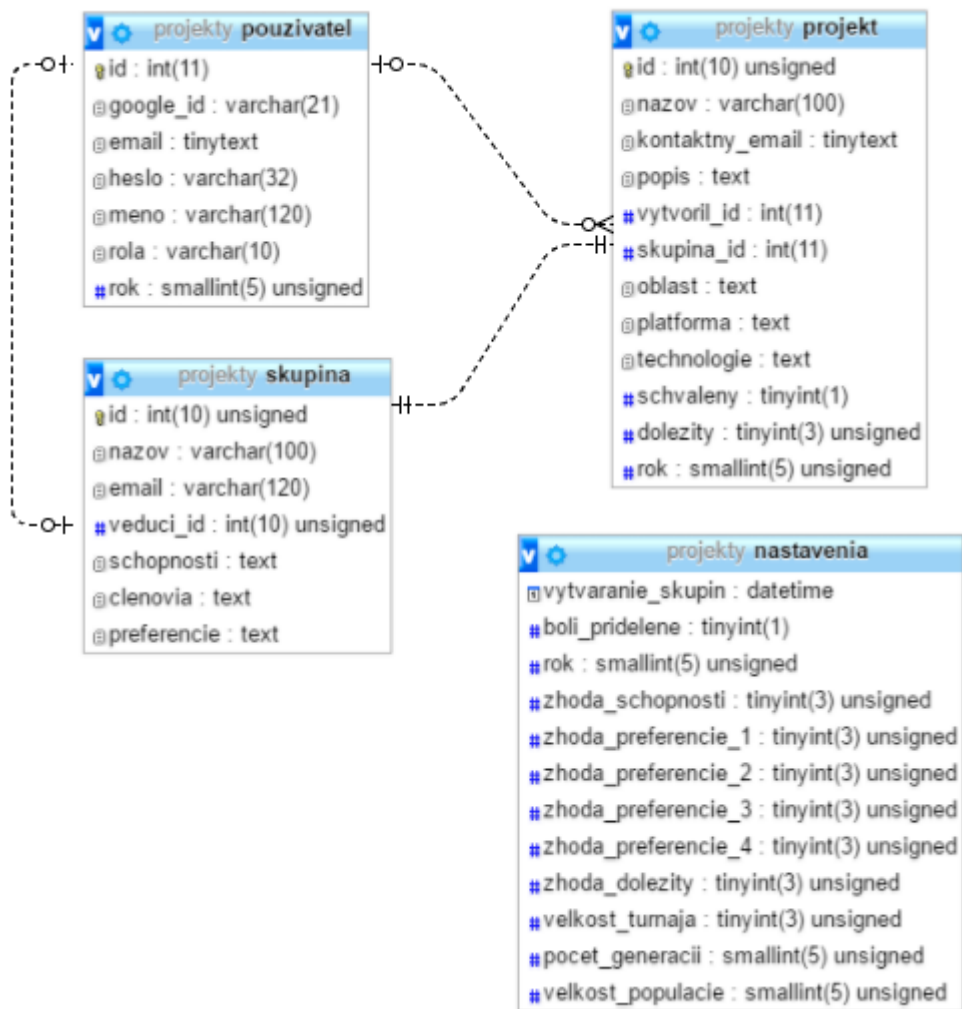 projekty pouzivatel
id : int(11)
google_id : varchar(21)
email : tinytext
heslo : varchar(32)
meno : varchar(120)
rola : varchar(10)
rok : smallint(5) unsigned
projekty projekt
id : int(10) unsigned
nazov : varchar(100)
kontaktny_email : tinytext
popis : text
vytvoril_id : int(11)
skupina_id : int(11)
oblast : text
platforma : text
technologie : text
schvaleny : tinyint(1)
dolezity : tinyint(3) unsigned
rok : smallint(5) unsigned
projekty skupina
id : int(10) unsigned
nazov : varchar(100)
email : varchar(120)
veduci_id : int(10) unsigned
schopnosti : text
clenovia : text
preferencie : text
projekty nastavenia
vytvaranie_skupin : datetime
boli_pridelene : tinyint(1)
rok : smallint(5) unsigned
zhoda_schopnosti : tinyint(3) unsigned
zhoda_preferencie_1 : tinyint(3) unsigned
zhoda_preferencie_2 : tinyint(3) unsigned
zhoda_preferencie_3 : tinyint(3) unsigned
zhoda_preferencie_4 : tinyint(3) unsigned
zhoda_dolezity : tinyint(3) unsigned
velkost_turnaja : tinyint(3) unsigned
pocet_generacii : smallint(5) unsigned
velkost_populacie : smallint(5) unsigned